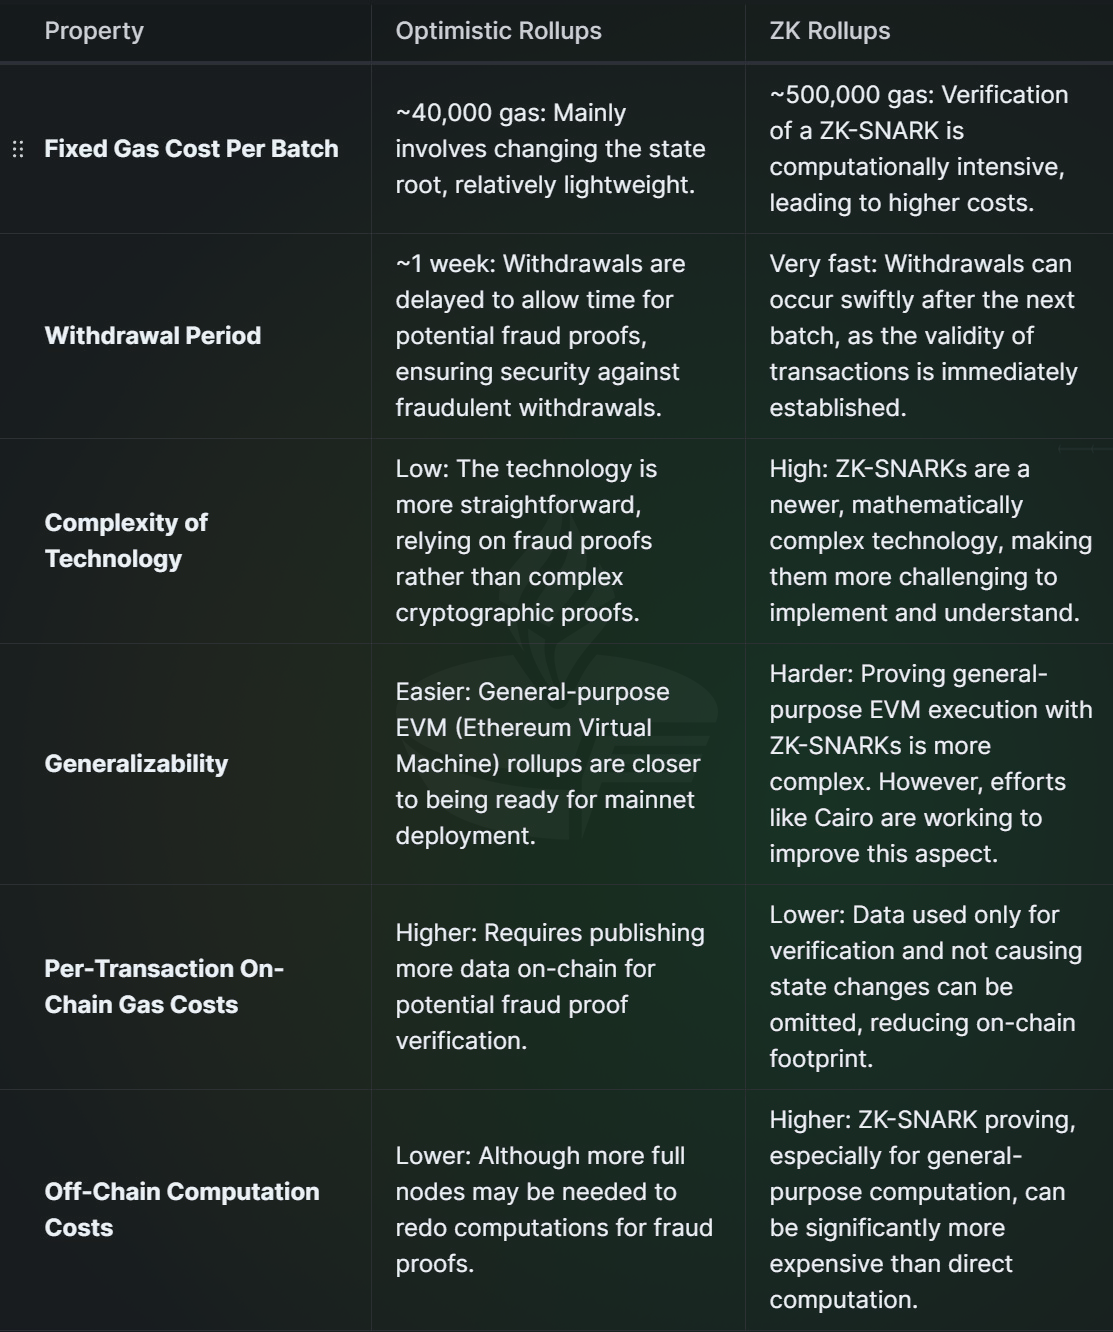 Property
Optimistic Rollups
ZK Rollups
Fixed Gas Cost Per Batch
~40,000 gas: Mainly
involves changing the state
root, relatively lightweight.
~500,000 gas: Verification
of a ZK-SNARK is
computationally intensive,
leading to higher costs.
Withdrawal Period
~1 week: Withdrawals are
delayed to allow time for
potential fraud proofs,
ensuring security against
fraudulent withdrawals.
Very fast: Withdrawals can
occur swiftly after the next
batch, as the validity of
transactions is immediately
established.
Complexity of
Technology
Low: The technology is
more straightforward,
relying on fraud proofs
rather than complex
cryptographic proofs.
High: ZK-SNARKs are a
newer, mathematically
complex technology, making
them more challenging to
implement and understand.
Generalizability
Easier: General-purpose
EVM (Ethereum Virtual
Machine) rollups are closer
to being ready for mainnet
deployment.
Harder: Proving general-
purpose EVM execution with
ZK-SNARKs is more
complex. However, efforts
like Cairo are working to
improve this aspect.
Per-Transaction On-
Chain Gas Costs
Higher: Requires publishing
more data on-chain for
potential fraud proof
verification.
Lower: Data used only for
verification and not causing
state changes can be
omitted, reducing on-chain
footprint.
Off-Chain Computation
Costs
Lower: Although more full
nodes may be needed to
redo computations for fraud
proofs.
Higher: ZK-SNARK proving,
especially for general-
purpose computation, can
be significantly more
expensive than direct
computation.